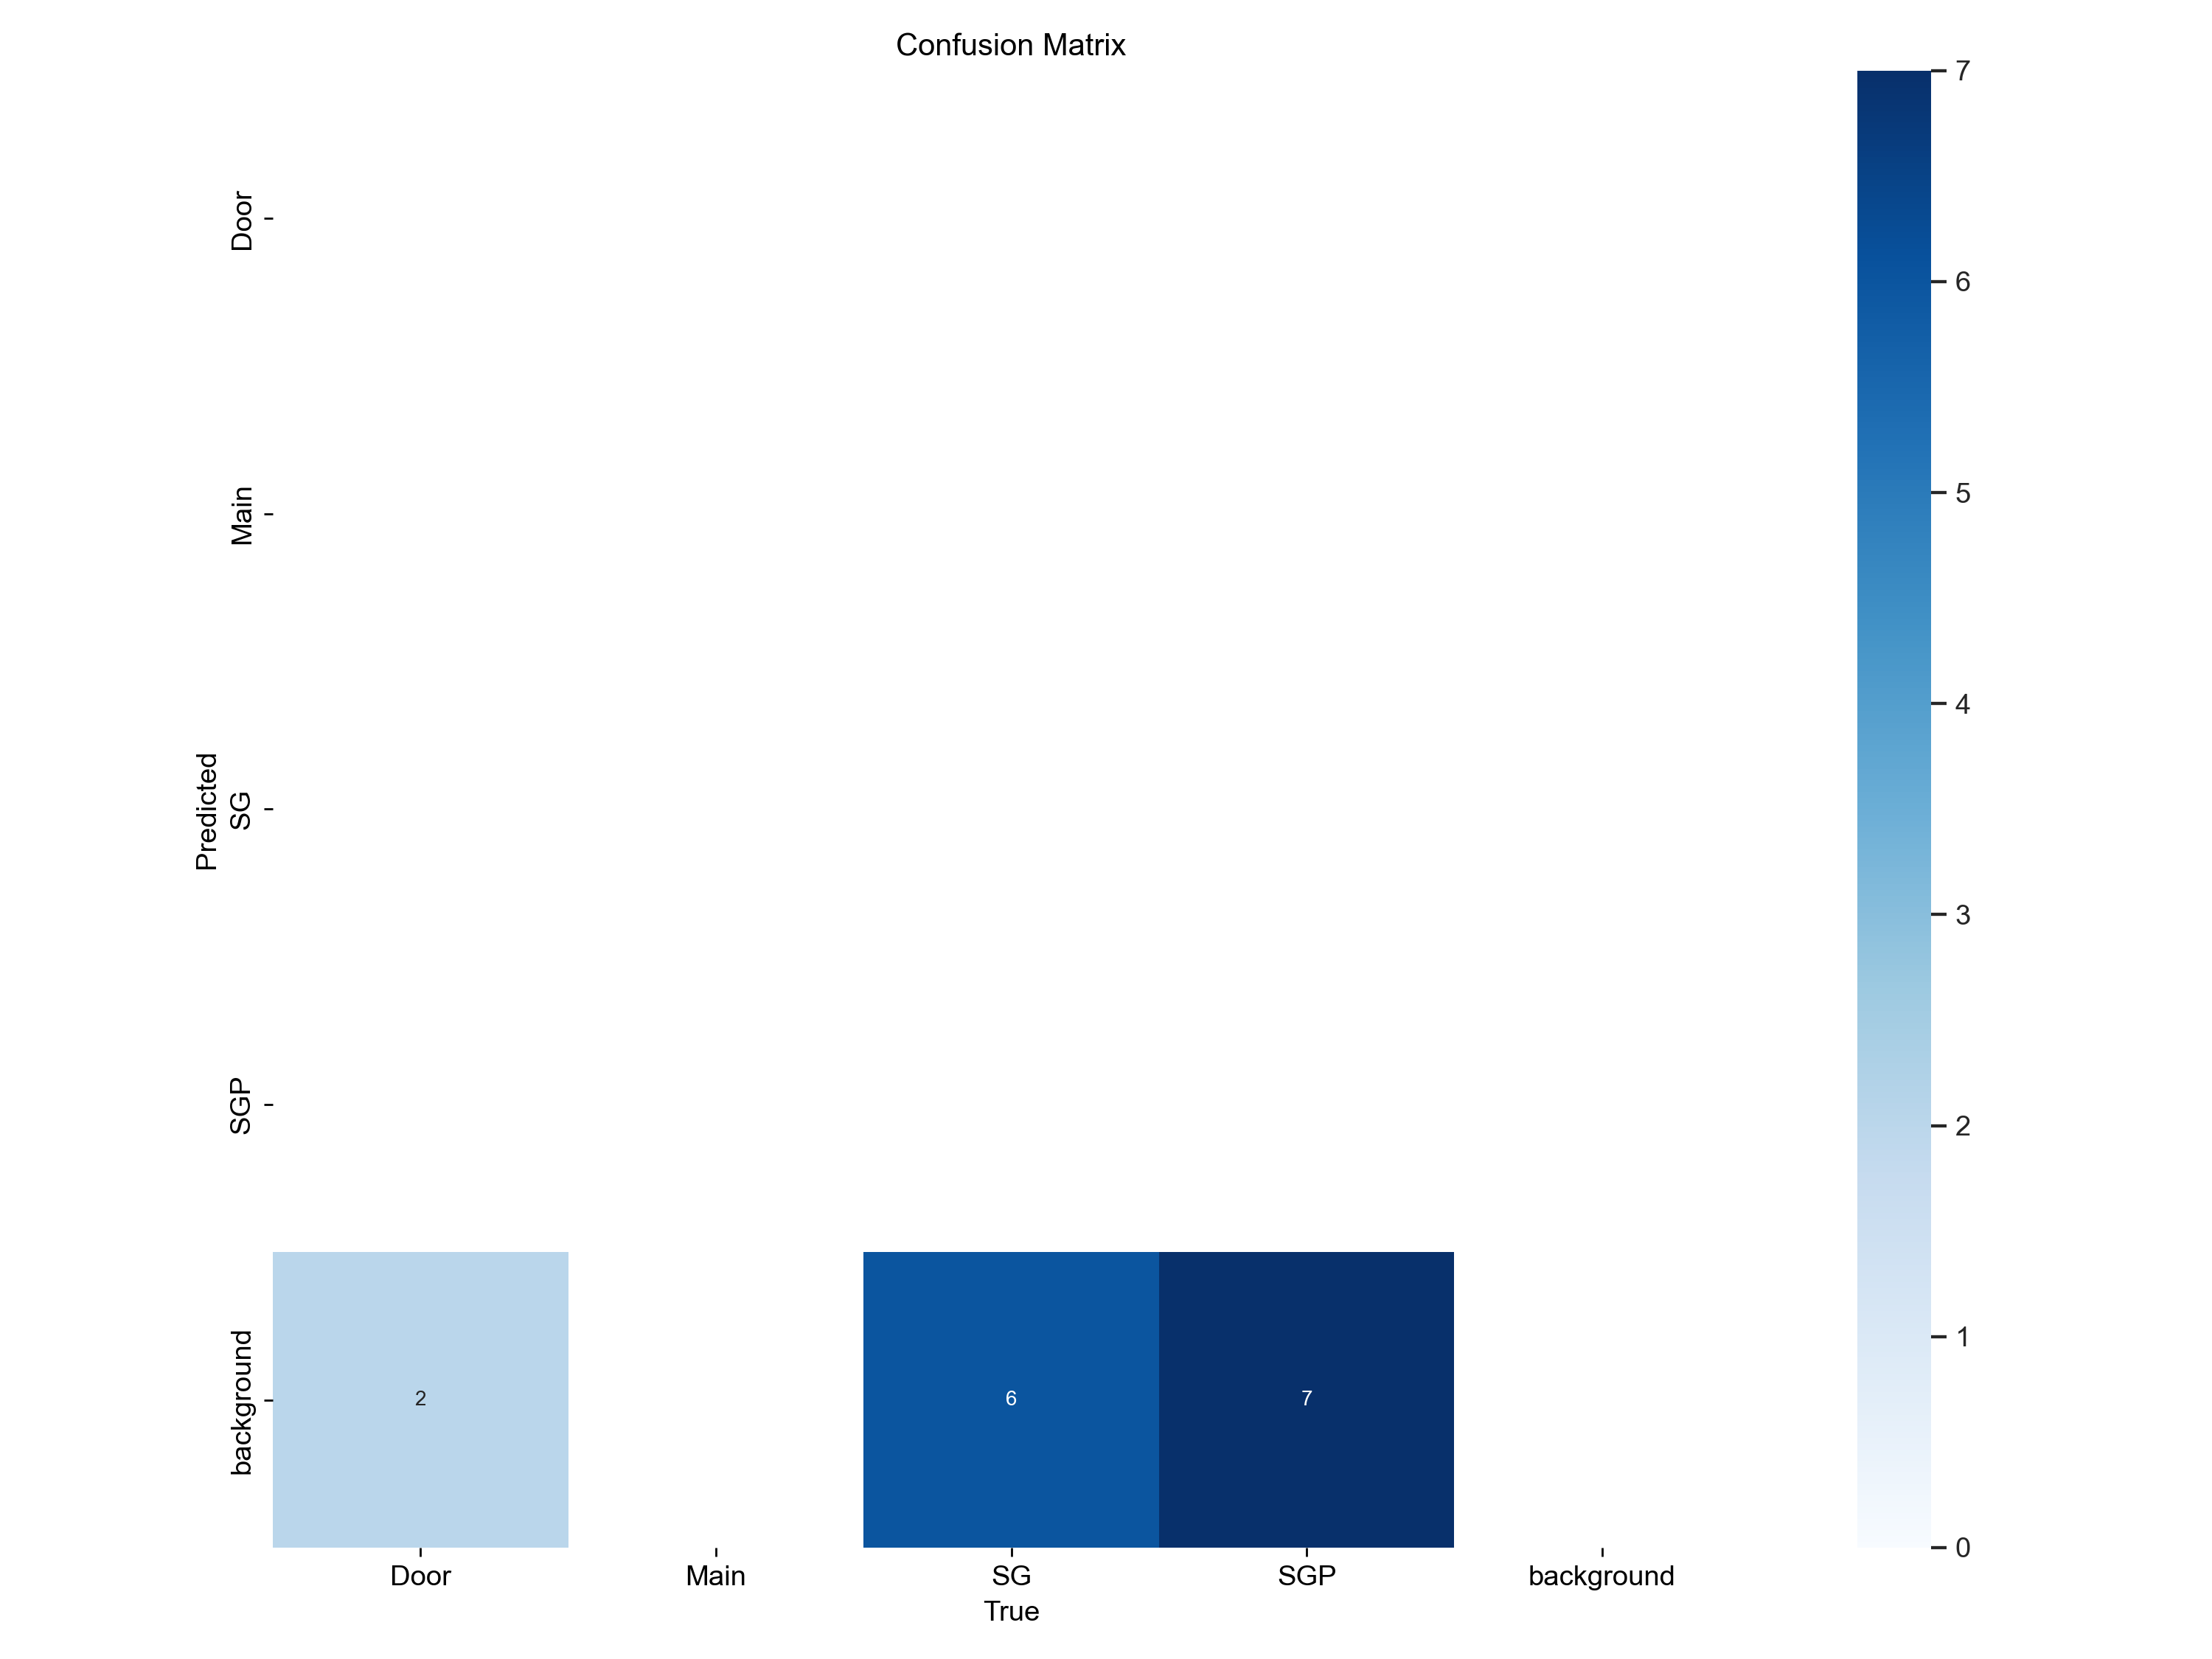 Confusion Matrix
Door
Main
SG
SGP
background
Predicted
2
6
7
Door
Main
SG
SGP
background
True
7
6
5
4
3
2
1
0